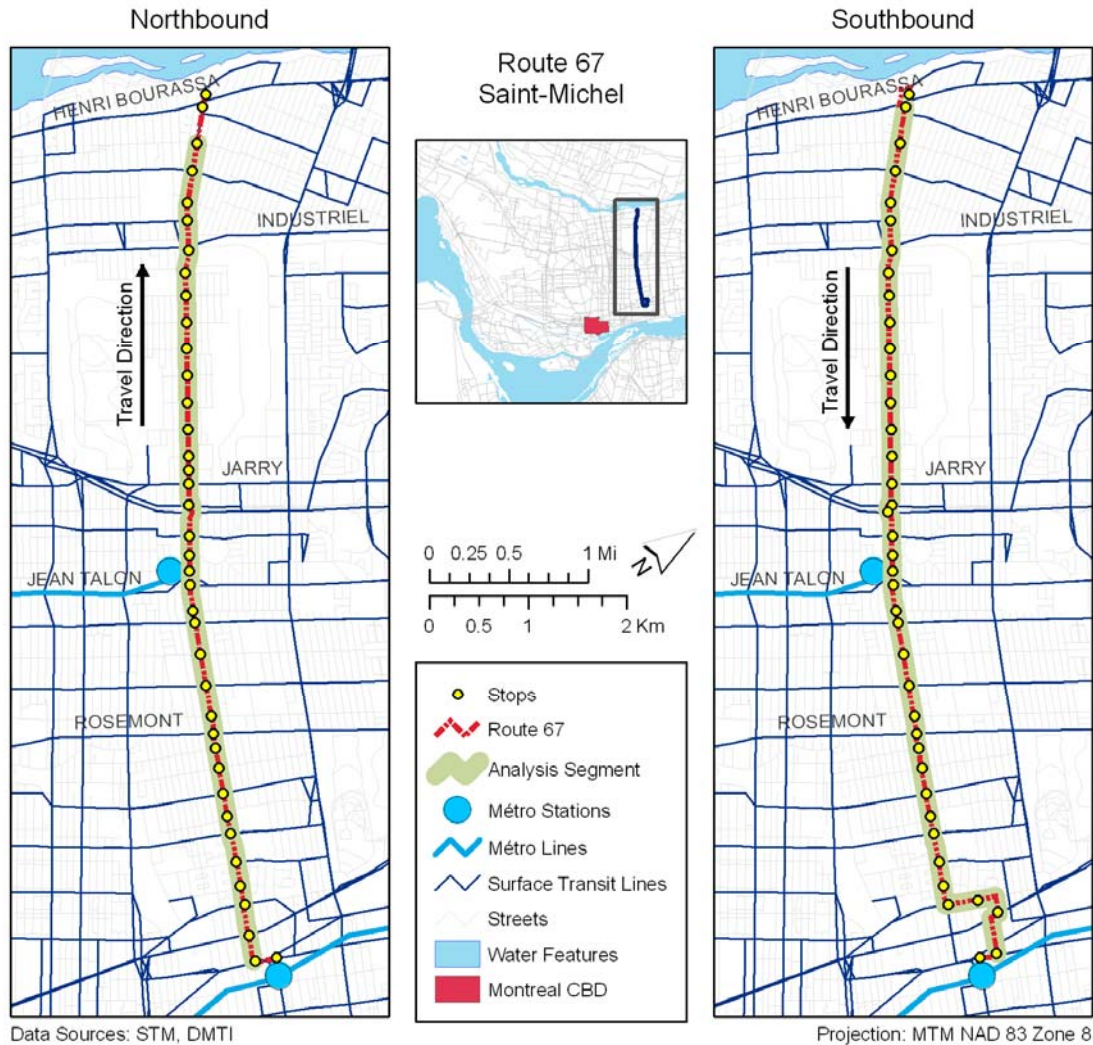 Northbound
Southbound
Route 67
Saint-Michel
HENRI BOURASSA
INDUSTRIEL
Travel Direction
JARRY
JEAN TALON
ROSEMONT
HENRI BOURASSA
INDUSTRIEL
Travel Direction
JARRY
JEAN TALON
ROSEMONT
0 0.25 0.5 1 Mi
N
0 0.5 1 2 Km
Stops
Route 67
Analysis Segment
Métro Stations
Métro Lines
Surface Transit Lines
Streets
Water Features
Montreal CBD
Data Sources: STM, DMTI
Projection: MTM NAD 83 Zone 8